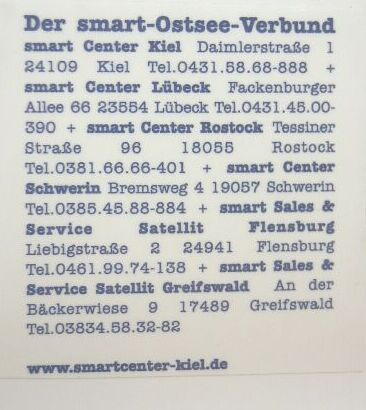 Der smart-Ostsee-Verbund
smart Center Kiel Daimlerstraße 1
24109 Kiel Tel.0431.58.68-888 +
smart Center Lübeck Fackenburger
Allee 66 23554 Lübeck Tel.0431.45.00-
390 + smart Center Rostock Tessiner
Straße 96 18055 Rostock
Tel.0381.66.66-401 + smart Center
Schwerin Bremsweg 4 19057 Schwerin
Tel.0385.45.88-884 + smart Sales &
Service Satellit Flensburg
Liebigstraße 2 24941 Flensburg
Tel.0461.99.74-138 + smart Sales &
Service Satellit Greifswald An der
Bäckerwiese 9 17489 Greifswald
Tel.03834.58.32-82
www.smartcenter-kiel.de